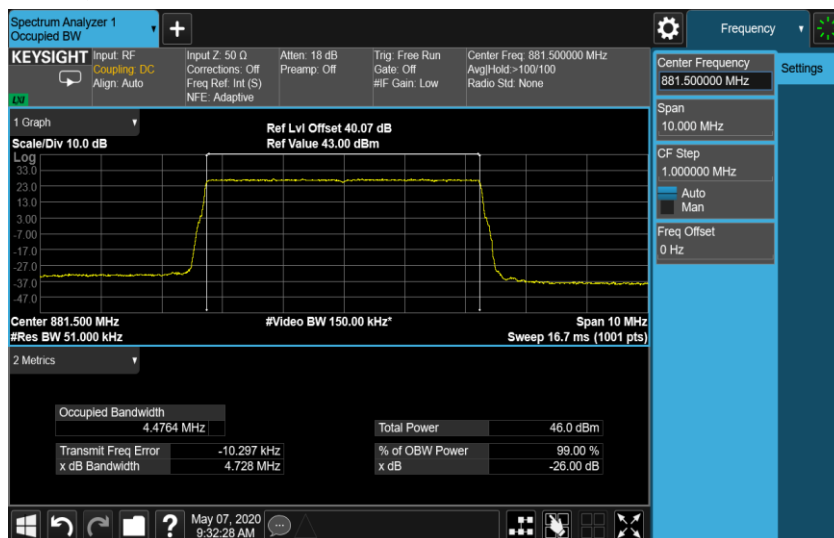 Spectrum Analyzer 1
Occupied BW
+
Frequency
KEYSIGHT
LXI
Input: RF
Coupling: DC
Align: Auto
Input Z: 50 Ω
Corrections: Off
Freq Ref: Int (S)
NFE: Adaptive
Atten: 18 dB
Preamp: Off
Trig: Free Run
Gate: Off
#IF Gain: Low
Center Freq: 881.500000 MHz
Avg|Hold:>100/100
Radio Std: None
Center Frequency
881.500000 MHz
Settings
Span
10.000 MHz
CF Step
1.000000 MHz
Auto
Man
Freq Offset
0 Hz
1 Graph
Scale/Div 10.0 dB
Ref Lvl Offset 40.07 dB
Ref Value 43.00 dBm
Log
33.0
23.0
13.0
3.00
-7.00
-17.0
-27.0
-37.0
-47.0
Center 881.500 MHz
#Video BW 150.00 kHz*
Span 10 MHz
#Res BW 51.000 kHz
Sweep 16.7 ms (1001 pts)
2 Metrics
Occupied Bandwidth
4.4764 MHz
Total Power 46.0 dBm
Transmit Freq Error -10.297 kHz
% of OBW Power 99.00 %
x dB Bandwidth 4.728 MHz
x dB -26.00 dB
?
May 07, 2020
9:32:28 AM